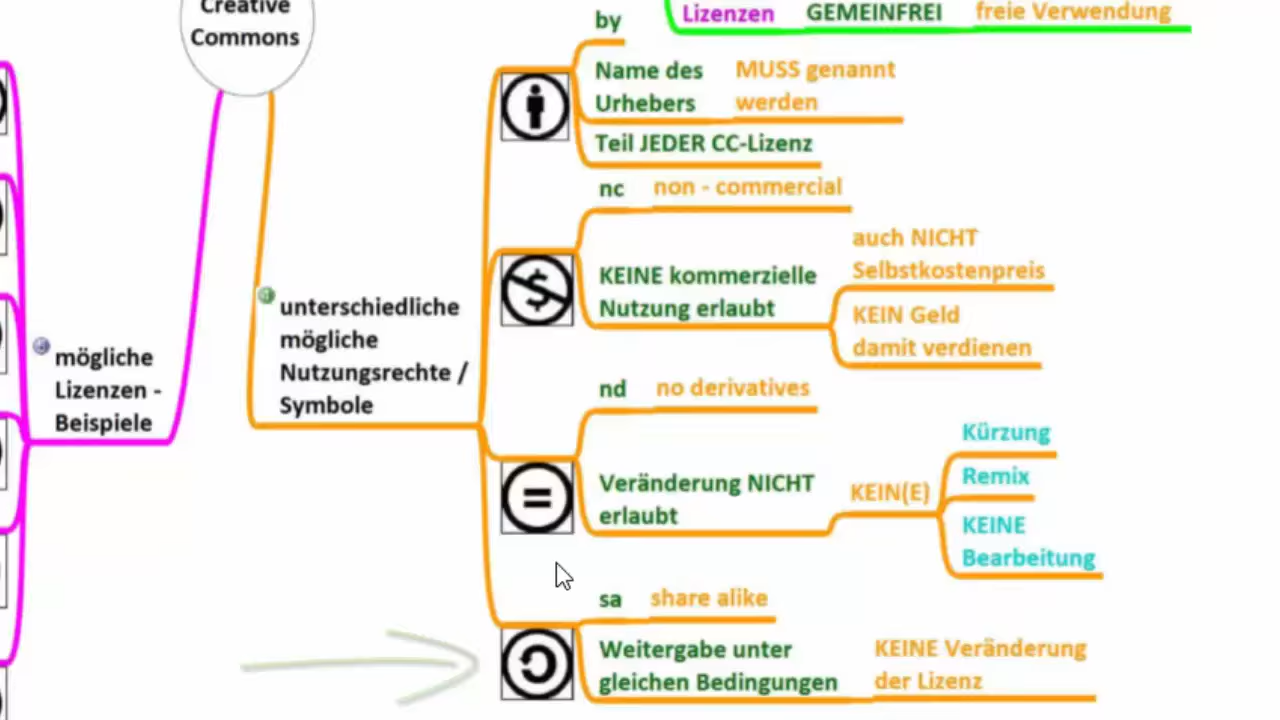 Creative
Commons
Lizenzen GEMEINFREI freie Verwendung
by
Name des
Urhebers
MUSS genannt
werden
Teil JEDER CC-Lizenz
nc non - commercial
KEINE kommerzielle
Nutzung erlaubt
auch NICHT
Selbstkostenpreis
KEIN Geld
damit verdienen
unterschiedliche
mögliche
Nutzungsrechte /
Symbole
mögliche
Lizenzen -
Beispiele
nd no derivatives
Veränderung NICHT
erlaubt
KEIN(E)
Kürzung
Remix
KEINE
Bearbeitung
sa share alike
Weitergabe unter
gleichen Bedingungen
KEINE Veränderung
der Lizenz